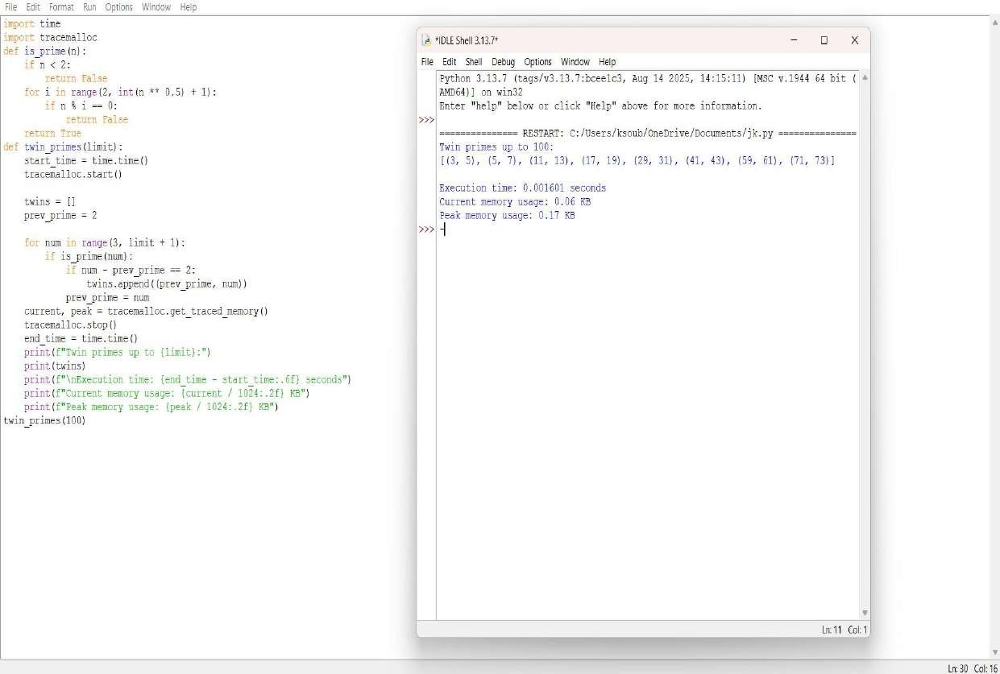 File Edit Format Run Options Window Help
import time
import tracemalloc
def is_prime(n):
    if n < 2:
        return False
    for i in range(2, int(n ** 0.5) + 1):
        if n % i == 0:
            return False
    return True
def twin_primes(limit):
    start_time = time.time()
    tracemalloc.start()

    twins = []
    prev_prime = 2

    for num in range(3, limit + 1):
        if is_prime(num):
            if num - prev_prime == 2:
                twins.append((prev_prime, num))
            prev_prime = num
    current, peak = tracemalloc.get_traced_memory()
    tracemalloc.stop()
    end_time = time.time()
    print(f"Twin primes up to {limit}:")
    print(twins)
    print(f"\nExecution time: {end_time - start_time:.6f} seconds")
    print(f"Current memory usage: {current / 1024:.2f} KB")
    print(f"Peak memory usage: {peak / 1024:.2f} KB")
twin_primes(100)
*IDLE Shell 3.13.7*
File Edit Shell Debug Options Window Help
Python 3.13.7 (tags/v3.13.7:bcee1c3, Aug 14 2025, 14:15:11) [MSC v.1944 64 bit (
AMD64)] on win32
Enter "help" below or click "Help" above for more information.
>>>
=============== RESTART: C:/Users/ksoub/OneDrive/Documents/jk.py ===============
Twin primes up to 100:
[(3, 5), (5, 7), (11, 13), (17, 19), (29, 31), (41, 43), (59, 61), (71, 73)]

Execution time: 0.001601 seconds
Current memory usage: 0.06 KB
Peak memory usage: 0.17 KB
>>> -
Ln: 11 Col: 1
Ln: 30 Col: 16